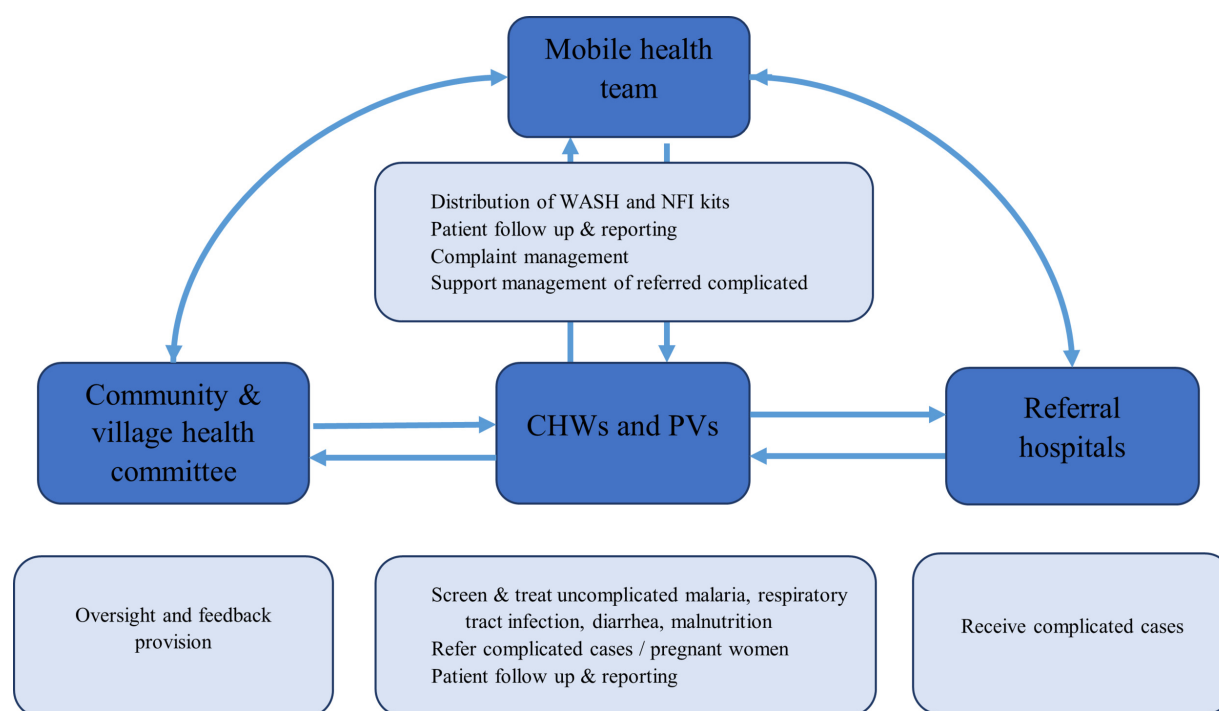 Mobile health
team
Distribution of WASH and NFI kits
Patient follow up & reporting
Complaint management
Support management of referred complicated
Community &
village health
committee
CHWs and PVs
Referral
hospitals
Oversight and feedback
provision
Screen & treat uncomplicated malaria, respiratory
tract infection, diarrhea, malnutrition
Refer complicated cases / pregnant women
Patient follow up & reporting
Receive complicated cases